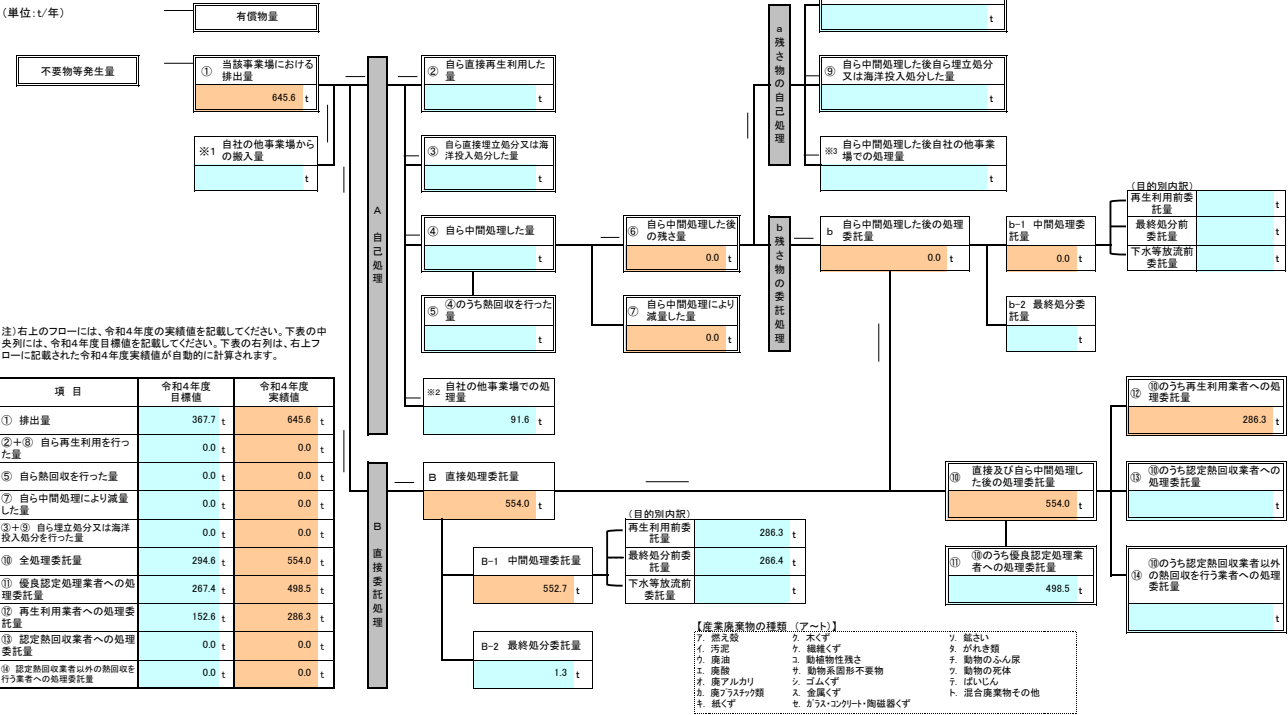 (単位:t/年)
有償物量
不要物等発生量
① 当該事業場における
排出量
645.6 t
※1 自社の他事業場から
の搬入量
t
A 自己処理
② 自ら直接再生利用した
量
t
③ 自ら直接埋立処分又は海
洋投入処分した量
t
④ 自ら中間処理した量
t
⑤ ④のうち熱回収を行った
量
t
※2 自社の他事業場での処
理量
91.6 t
⑥ 自ら中間処理した後
の残さ量
0.0 t
⑦ 自ら中間処理により
減量した量
0.0 t
a 残さ物の自己処理
t
⑨ 自ら中間処理した後自ら埋立処分
又は海洋投入処分した量
t
※3 自ら中間処理した後自社の他事業
場での処理量
t
b 残さ物の委託処理
b 自ら中間処理した後の処理
委託量
0.0 t
b-1 中間処理委
託量
0.0 t
(目的別内訳)
再生利用前委
託量
t
最終処分前
委託量
t
下水等放流前
委託量
t
b-2 最終処分委
託量
t
注)右上のフローには、令和4年度の実績値を記載してください。下表の中
央列には、令和4年度目標値を記載してください。下表の右列は、右上フ
ローに記載された令和4年度実績値が自動的に計算されます。
項 目 令和4年度 目標値 令和4年度 実績値
① 排出量 367.7 t 645.6 t
②+⑧ 自ら再生利用を行っ
た量 0.0 t 0.0 t
⑤ 自ら熱回収を行った量 0.0 t 0.0 t
⑦ 自ら中間処理により減量
した量 0.0 t 0.0 t
③+⑨ 自ら埋立処分又は海洋
投入処分を行った量 0.0 t 0.0 t
⑩ 全処理委託量 294.6 t 554.0 t
⑪ 優良認定処理業者への処
理委託量 267.4 t 498.5 t
⑫ 再生利用業者への処理委
託量 152.6 t 286.3 t
⑬ 認定熱回収業者への処理
委託量 0.0 t 0.0 t
⑭ 認定熱回収業者以外の熱回収を
行う業者への処理委託量 0.0 t 0.0 t
B 直接委託処理
B 直接処理委託量
554.0 t
B-1 中間処理委託量
552.7 t
(目的別内訳)
再生利用前委
託量
286.3 t
最終処分前委
託量
266.4 t
下水等放流前
委託量
t
B-2 最終処分委託量
1.3 t
⑩ 直接及び自ら中間処理し
た後の処理委託量
554.0 t
⑪ ⑩のうち優良認定処理業
者への処理委託量
498.5 t
⑫ ⑩のうち再生利用業者への処
理委託量
286.3 t
⑬ ⑩のうち認定熱回収業者への
処理委託量
t
⑭ ⑩のうち認定熱回収業者以外
の熱回収を行う業者への処理
委託量
t
【産業廃棄物の種類 (ア~ト)】
ア. 燃え殻 ク. 木くず ソ. 鉱さい
イ. 汚泥 ケ. 繊維くず タ. がれき類
ウ. 廃油 コ. 動植物性残さ チ. 動物のふん尿
エ. 廃酸 サ. 動物系固形不要物 ツ. 動物の死体
オ. 廃アルカリ シ. ゴムくず テ. ばいじん
カ. 廃プラスチック類 ス. 金属くず ト. 混合廃棄物その他
キ. 紙くず セ. ガラス・コンクリート・陶磁器くず